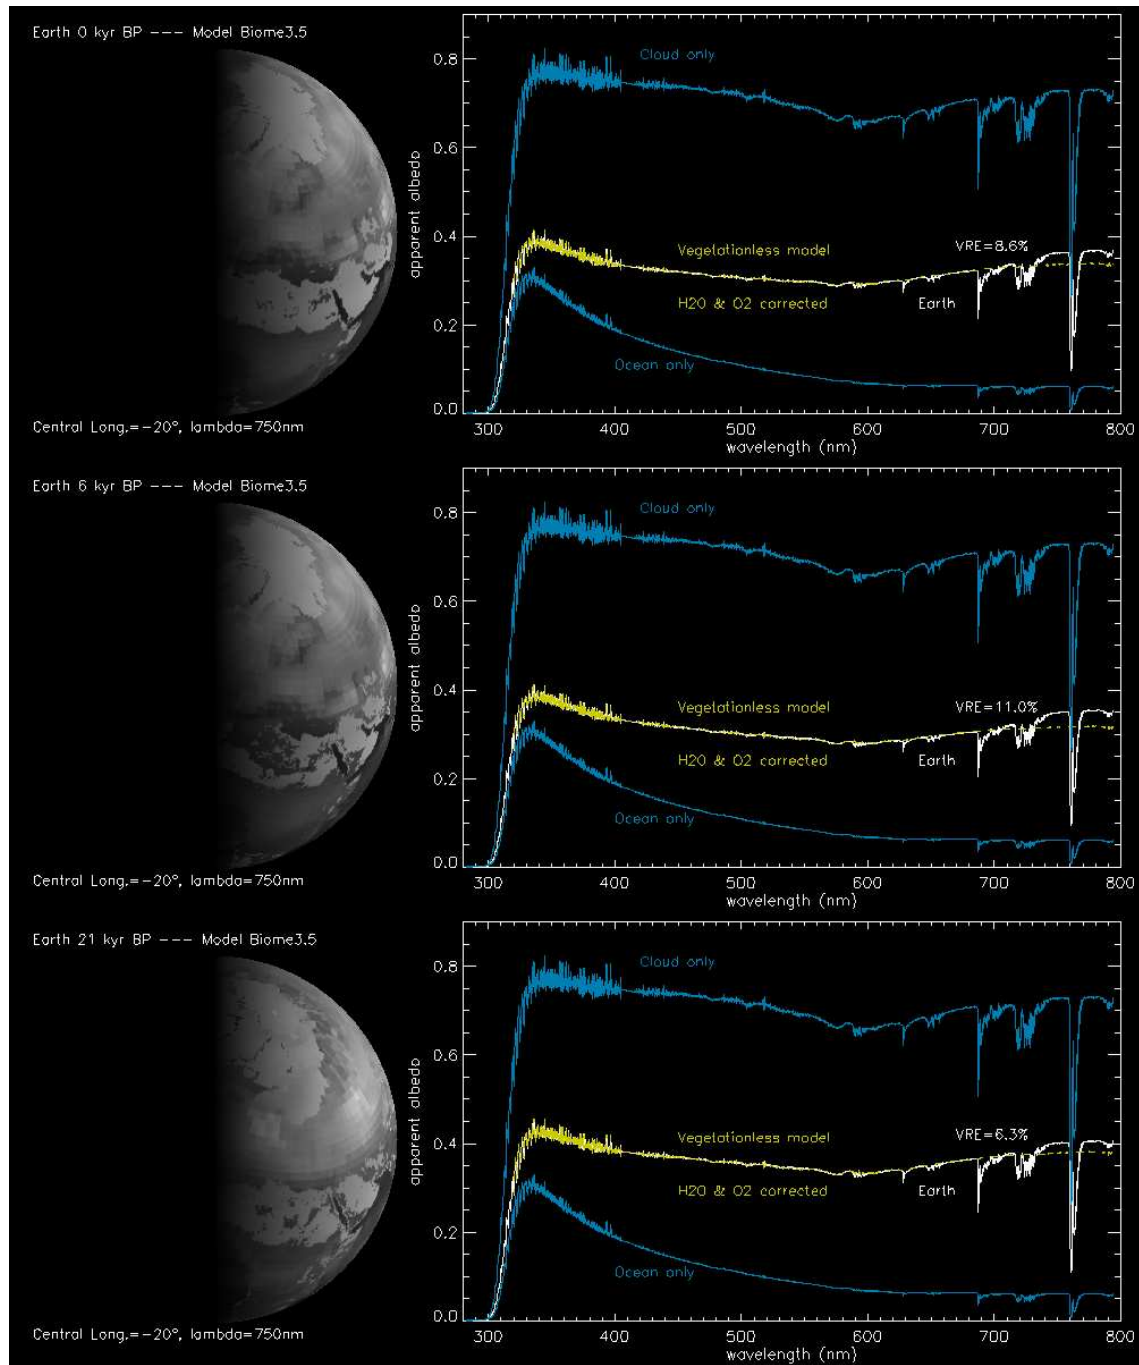 Earth 0 kyr BP --- Model Biome3.5
Central Long.=-20°, lambda=750nm
apparent albedo
0.8
0.6
0.4
0.2
0.0
Cloud only
Vegetationless model
VRE=8.6%
H2O & O2 corrected
Earth
Ocean only
300 400 500 600 700 800
wavelength (nm)
Earth 6 kyr BP --- Model Biome3.5
Central Long.=-20°, lambda=750nm
apparent albedo
0.8
0.6
0.4
0.2
0.0
Cloud only
Vegetationless model
VRE=11.0%
H2O & O2 corrected
Earth
Ocean only
300 400 500 600 700 800
wavelength (nm)
Earth 21 kyr BP --- Model Biome3.5
Central Long.=-20°, lambda=750nm
apparent albedo
0.8
0.6
0.4
0.2
0.0
Cloud only
Vegetationless model
VRE=6.3%
H2O & O2 corrected
Earth
Ocean only
300 400 500 600 700 800
wavelength (nm)